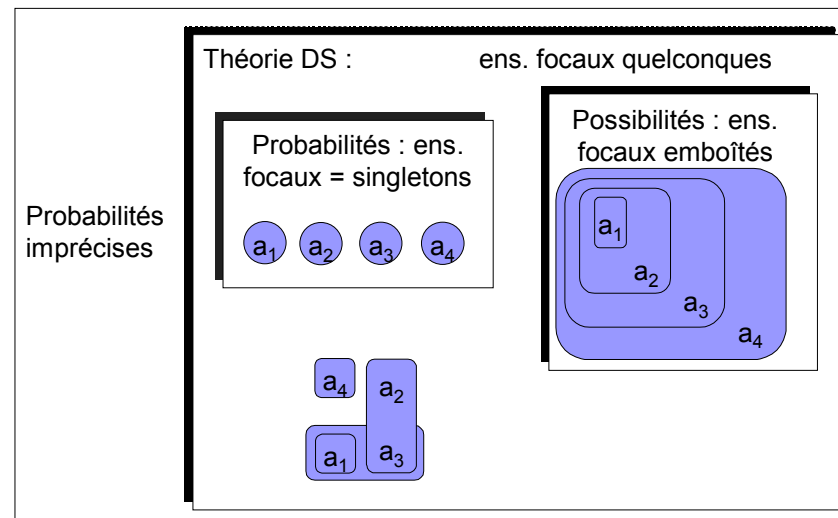 Théorie DS : ens. focaux quelconques
Probabilités : ens.
focaux = singletons
a₁ a₂ a₃ a₄
Possibilités : ens.
focaux emboîtés
a₁
a₂
a₃
a₄
Probabilités
imprécises
a₄ a₂
a₁ a₃